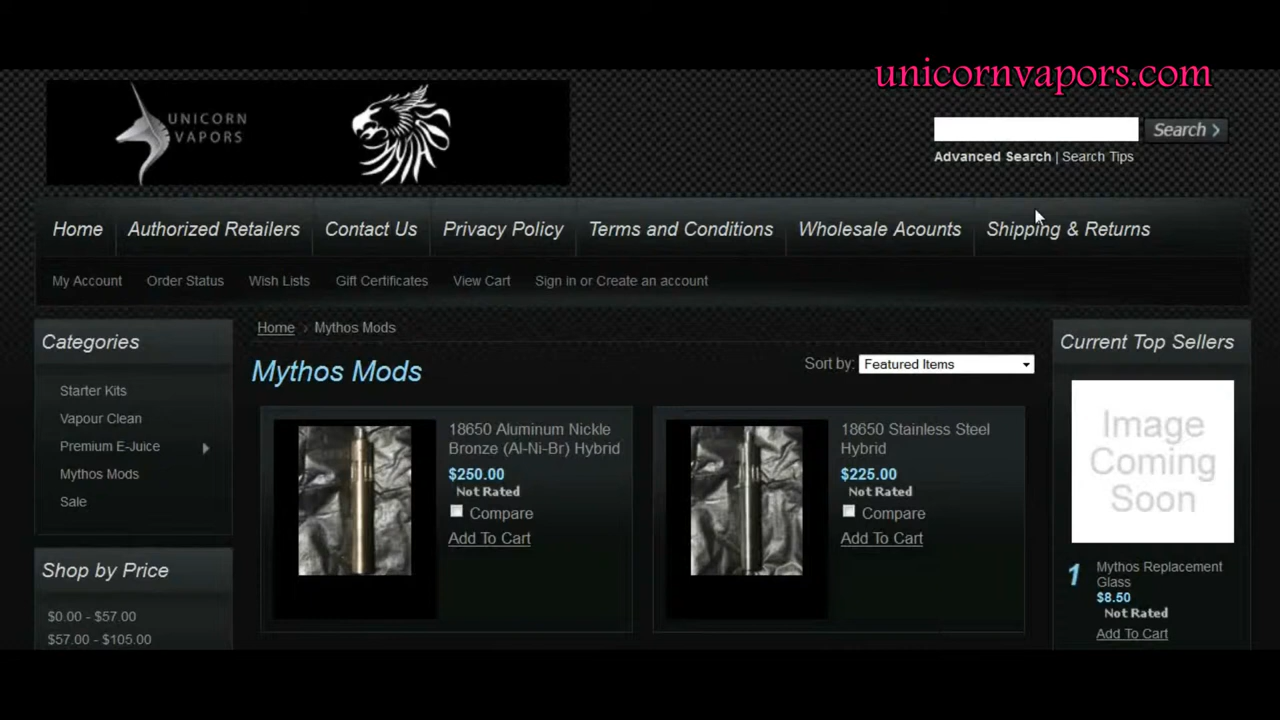 unicornvapors.com
UNICORN
VAPORS
Search >
Advanced Search | Search Tips
Home
Authorized Retailers
Contact Us
Privacy Policy
Terms and Conditions
Wholesale Acounts
Shipping & Returns
My Account
Order Status
Wish Lists
Gift Certificates
View Cart
Sign in or Create an account
Categories
Starter Kits
Vapour Clean
Premium E-Juice
Mythos Mods
Sale
Shop by Price
$0.00 - $57.00
$57.00 - $105.00
Home > Mythos Mods
Mythos Mods
Sort by: Featured Items
18650 Aluminum Nickle
Bronze (Al-Ni-Br) Hybrid
$250.00
Not Rated
Compare
Add To Cart
18650 Stainless Steel
Hybrid
$225.00
Not Rated
Compare
Add To Cart
Current Top Sellers
Image
Coming
Soon
1
Mythos Replacement
Glass
$8.50
Not Rated
Add To Cart